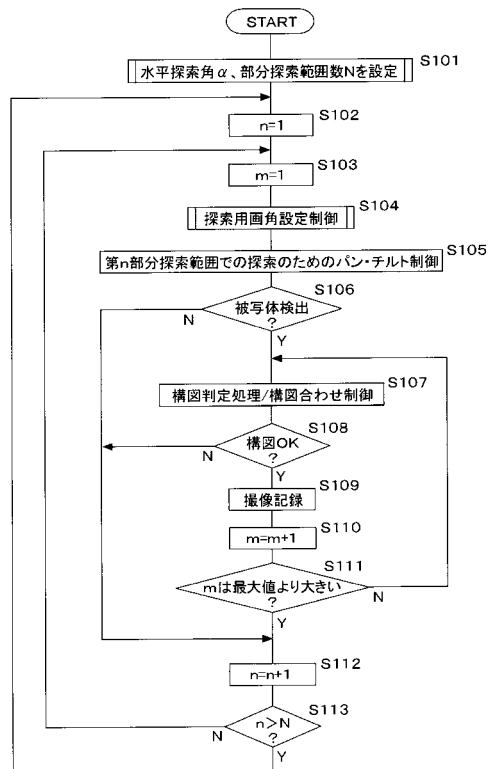 START
水平探索角α、部分探索範囲数Nを設定
S101
n=1
S102
m=1
S103
探索用画角設定制御
S104
第n部分探索範囲での探索のためのパン・チルト制御
S105
被写体検出
?
S106
N
Y
構図判定処理/構図合わせ制御
S107
構図OK
?
S108
N
Y
撮像記録
S109
m=m+1
S110
mは最大値より大きい
?
S111
N
Y
n=n+1
S112
n>N
?
S113
N
Y